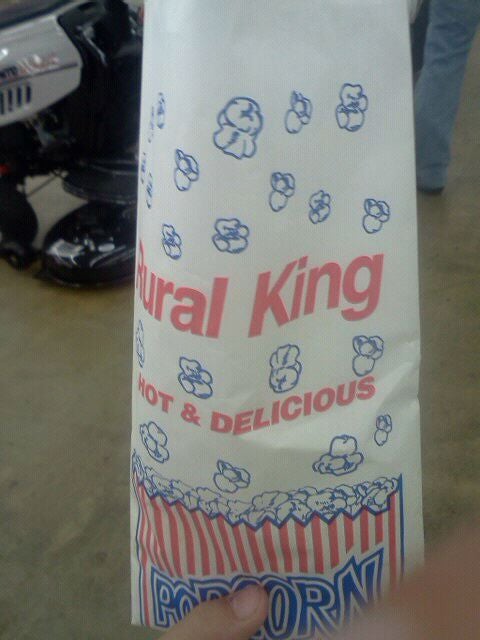 Rural King
HOT & DELICIOUS
POPCORN